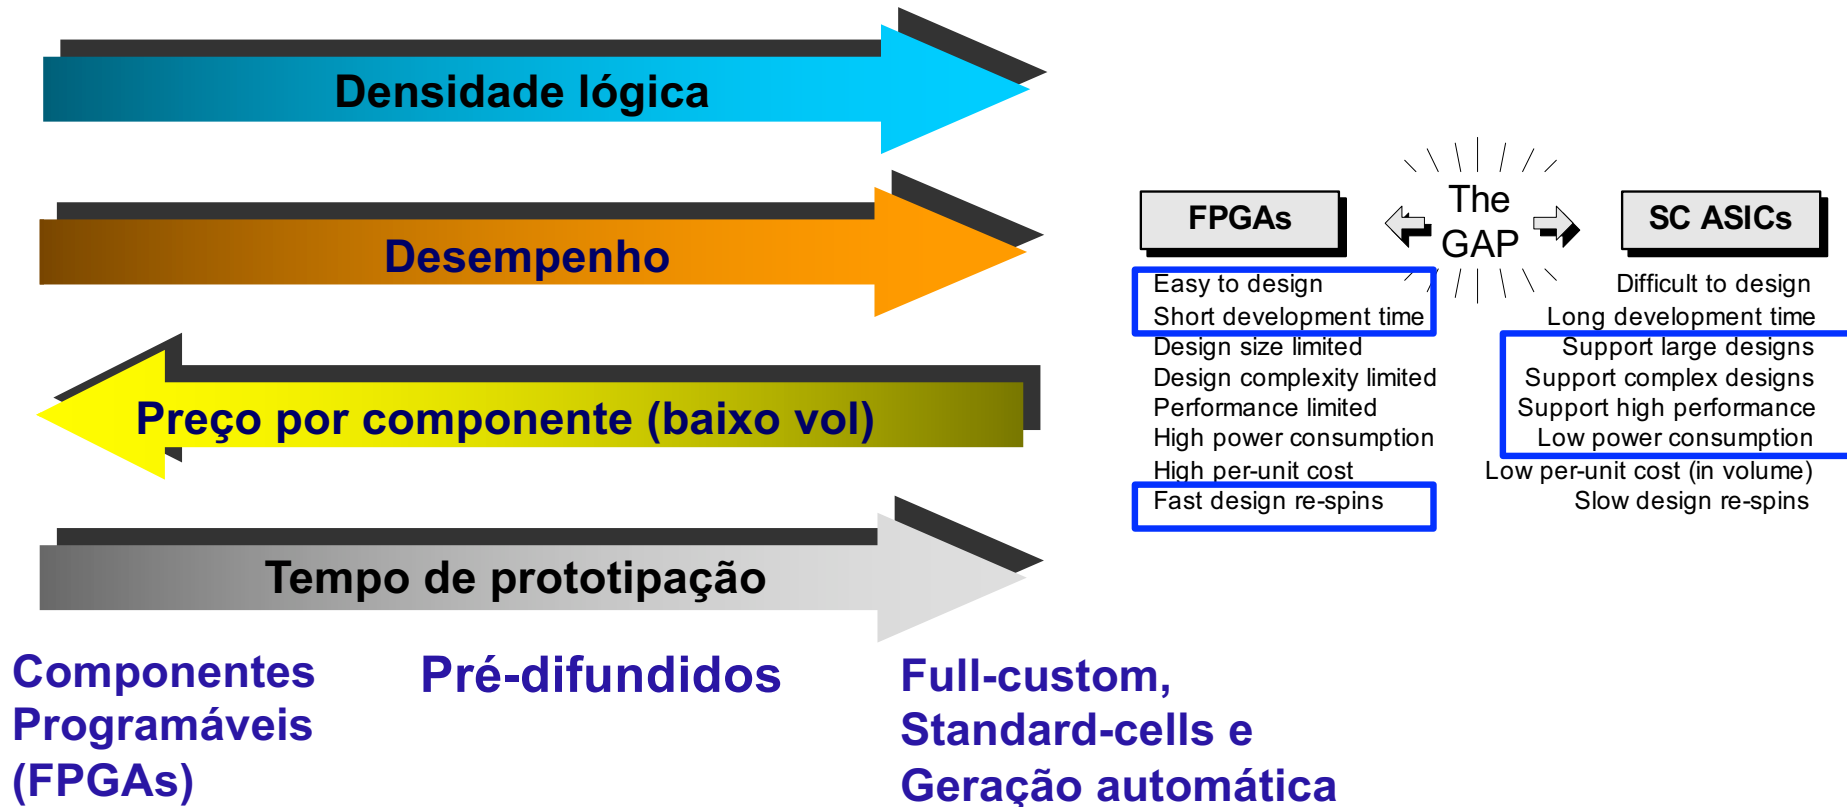 Densidade lógica
Desempenho
Preço por componente (baixo vol)
Tempo de prototipação
Componentes
Programáveis
(FPGAs)
Pré-difundidos
Full-custom,
Standard-cells e
Geração automática
FPGAs
The
GAP
SC ASICs
Easy to design
Short development time
Design size limited
Design complexity limited
Performance limited
High power consumption
High per-unit cost
Fast design re-spins
Difficult to design
Long development time
Support large designs
Support complex designs
Support high performance
Low power consumption
Low per-unit cost (in volume)
Slow design re-spins